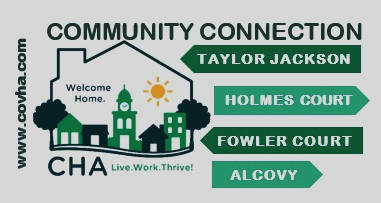 COMMUNITY CONNECTION
www.covha.com
Welcome
Home.
CHA Live.Work.Thrive!
TAYLOR JACKSON
HOLMES COURT
FOWLER COURT
ALCOVY